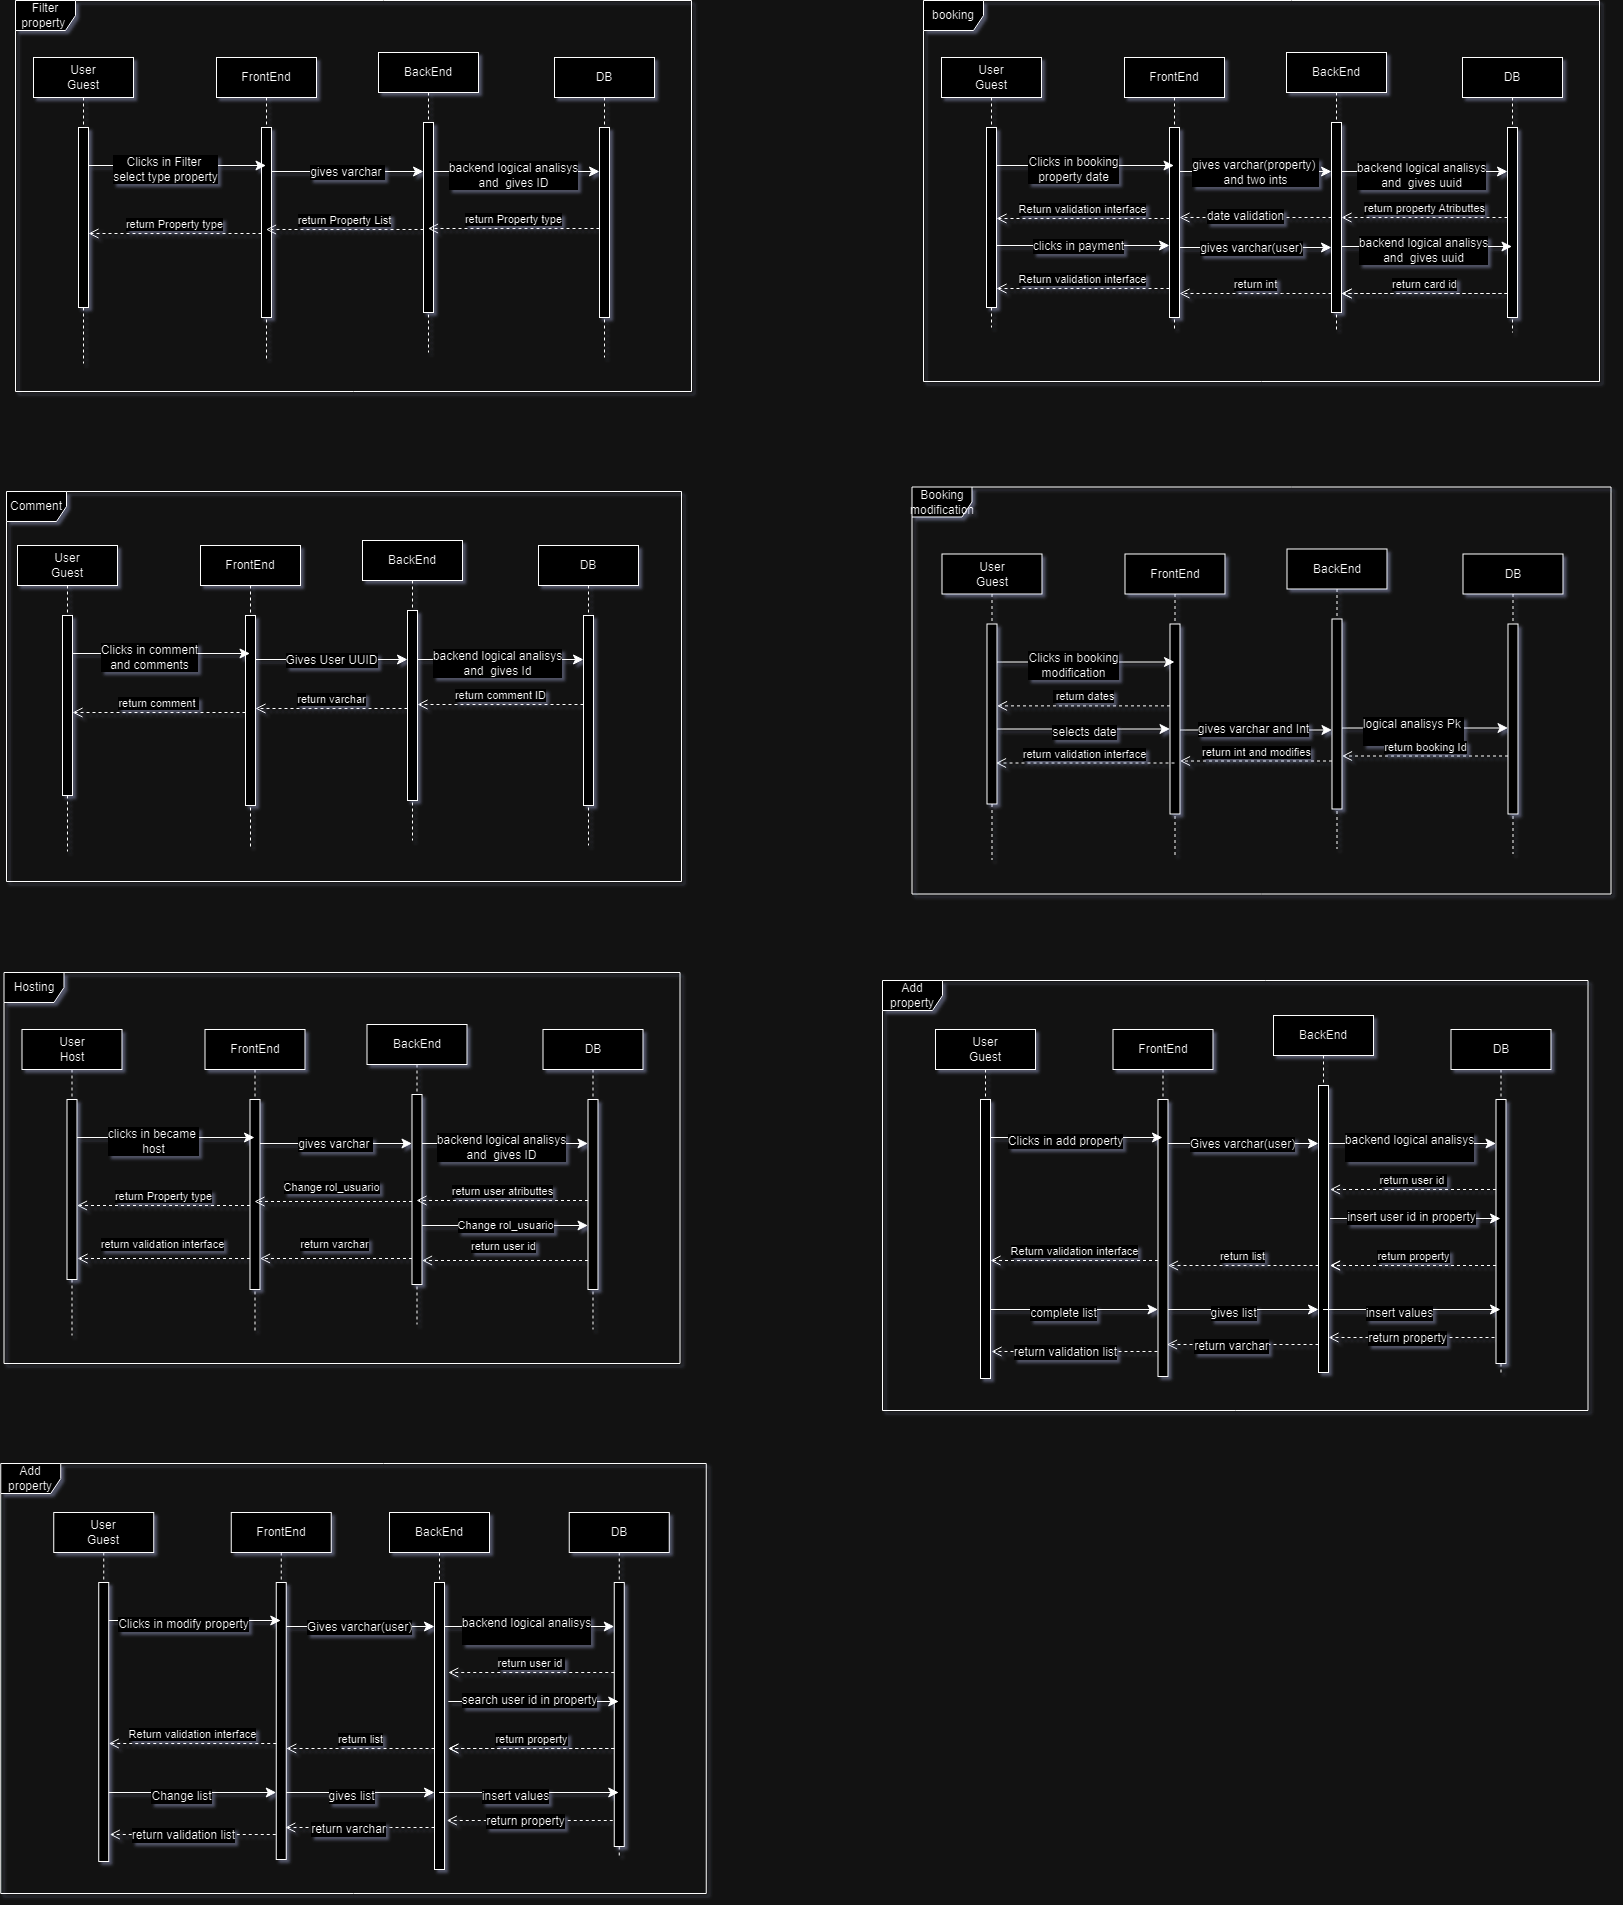 Filter
property
User
Guest
FrontEnd
BackEnd
DB
Clicks in Filter
select type property
gives varchar
backend logical analisys
and  gives ID
return Property type
return Property List
return Property type
booking
User
Guest
FrontEnd
BackEnd
DB
Clicks in booking
property date
gives varchar(property)
and two ints
backend logical analisys
and  gives uuid
Return validation interface
date validation
return property Atributtes
clicks in payment
gives varchar(user)
backend logical analisys
and  gives uuid
Return validation interface
return int
return card id
Comment
User
Guest
FrontEnd
BackEnd
DB
Clicks in comment
and comments
Gives User UUID
backend logical analisys
and  gives Id
return comment
return varchar
return comment ID
Booking
modification
User
Guest
FrontEnd
BackEnd
DB
Clicks in booking
modification
return dates
selects date
gives varchar and Int
logical analisys Pk
return validation interface
return int and modifies
return booking Id
Hosting
User
Host
FrontEnd
BackEnd
DB
clicks in became
host
gives varchar
backend logical analisys
and  gives ID
return Property type
Change rol_usuario
return user atributtes
Change rol_usuario
return validation interface
return varchar
return user id
Add
property
User
Guest
FrontEnd
BackEnd
DB
Clicks in add property
Gives varchar(user)
backend logical analisys
return user id
insert user id in property
Return validation interface
return list
return property
complete list
gives list
insert values
return validation list
return varchar
return property
Add
property
User
Guest
FrontEnd
BackEnd
DB
Clicks in modify property
Gives varchar(user)
backend logical analisys
return user id
search user id in property
Return validation interface
return list
return property
Change list
gives list
insert values
return validation list
return varchar
return property